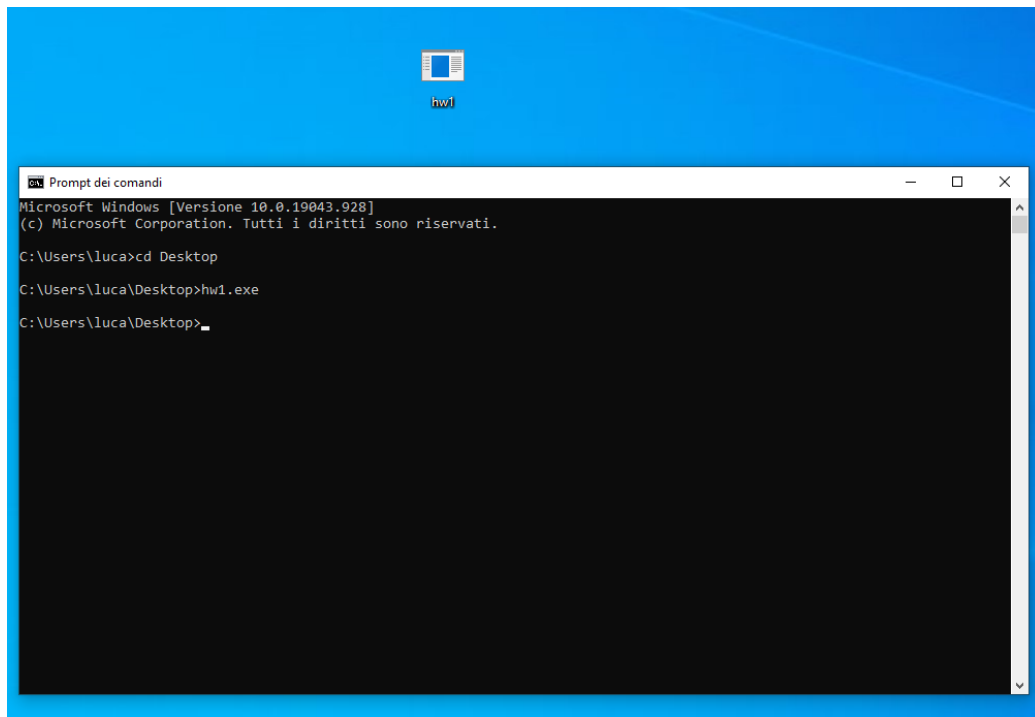 hw1
C:\.
Prompt dei comandi
Microsoft Windows [Versione 10.0.19043.928]
(c) Microsoft Corporation. Tutti i diritti sono riservati.
C:\Users\luca>cd Desktop
C:\Users\luca\Desktop>hw1.exe
C:\Users\luca\Desktop>